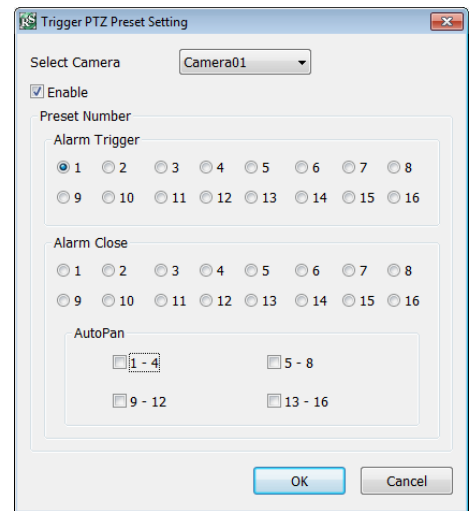 Trigger PTZ Preset Setting
Select Camera Camera01
Enable
Preset Number
Alarm Trigger
1 2 3 4 5 6 7 8
9 10 11 12 13 14 15 16
Alarm Close
1 2 3 4 5 6 7 8
9 10 11 12 13 14 15 16
AutoPan
1 - 4 5 - 8
9 - 12 13 - 16
OK Cancel